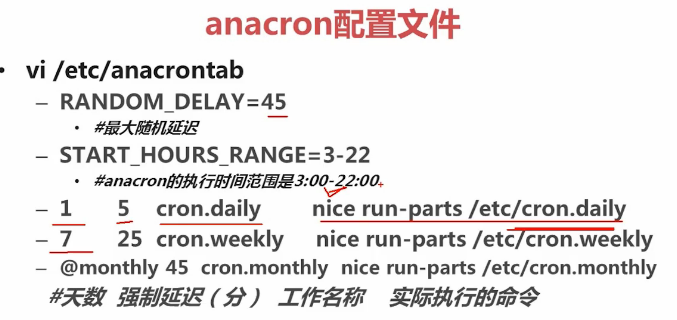 anacron配置文件
• vi /etc/anacrontab
– RANDOM_DELAY=45
• #最大随机延迟
– START_HOURS_RANGE=3-22
• #anacron的执行时间范围是3:00-22:00。
– 1 5 cron.daily nice run-parts /etc/cron.daily
– 7 25 cron.weekly nice run-parts /etc/cron.weekly
– @monthly 45 cron.monthly nice run-parts /etc/cron.monthly
#天数 强制延迟（分） 工作名称 实际执行的命令